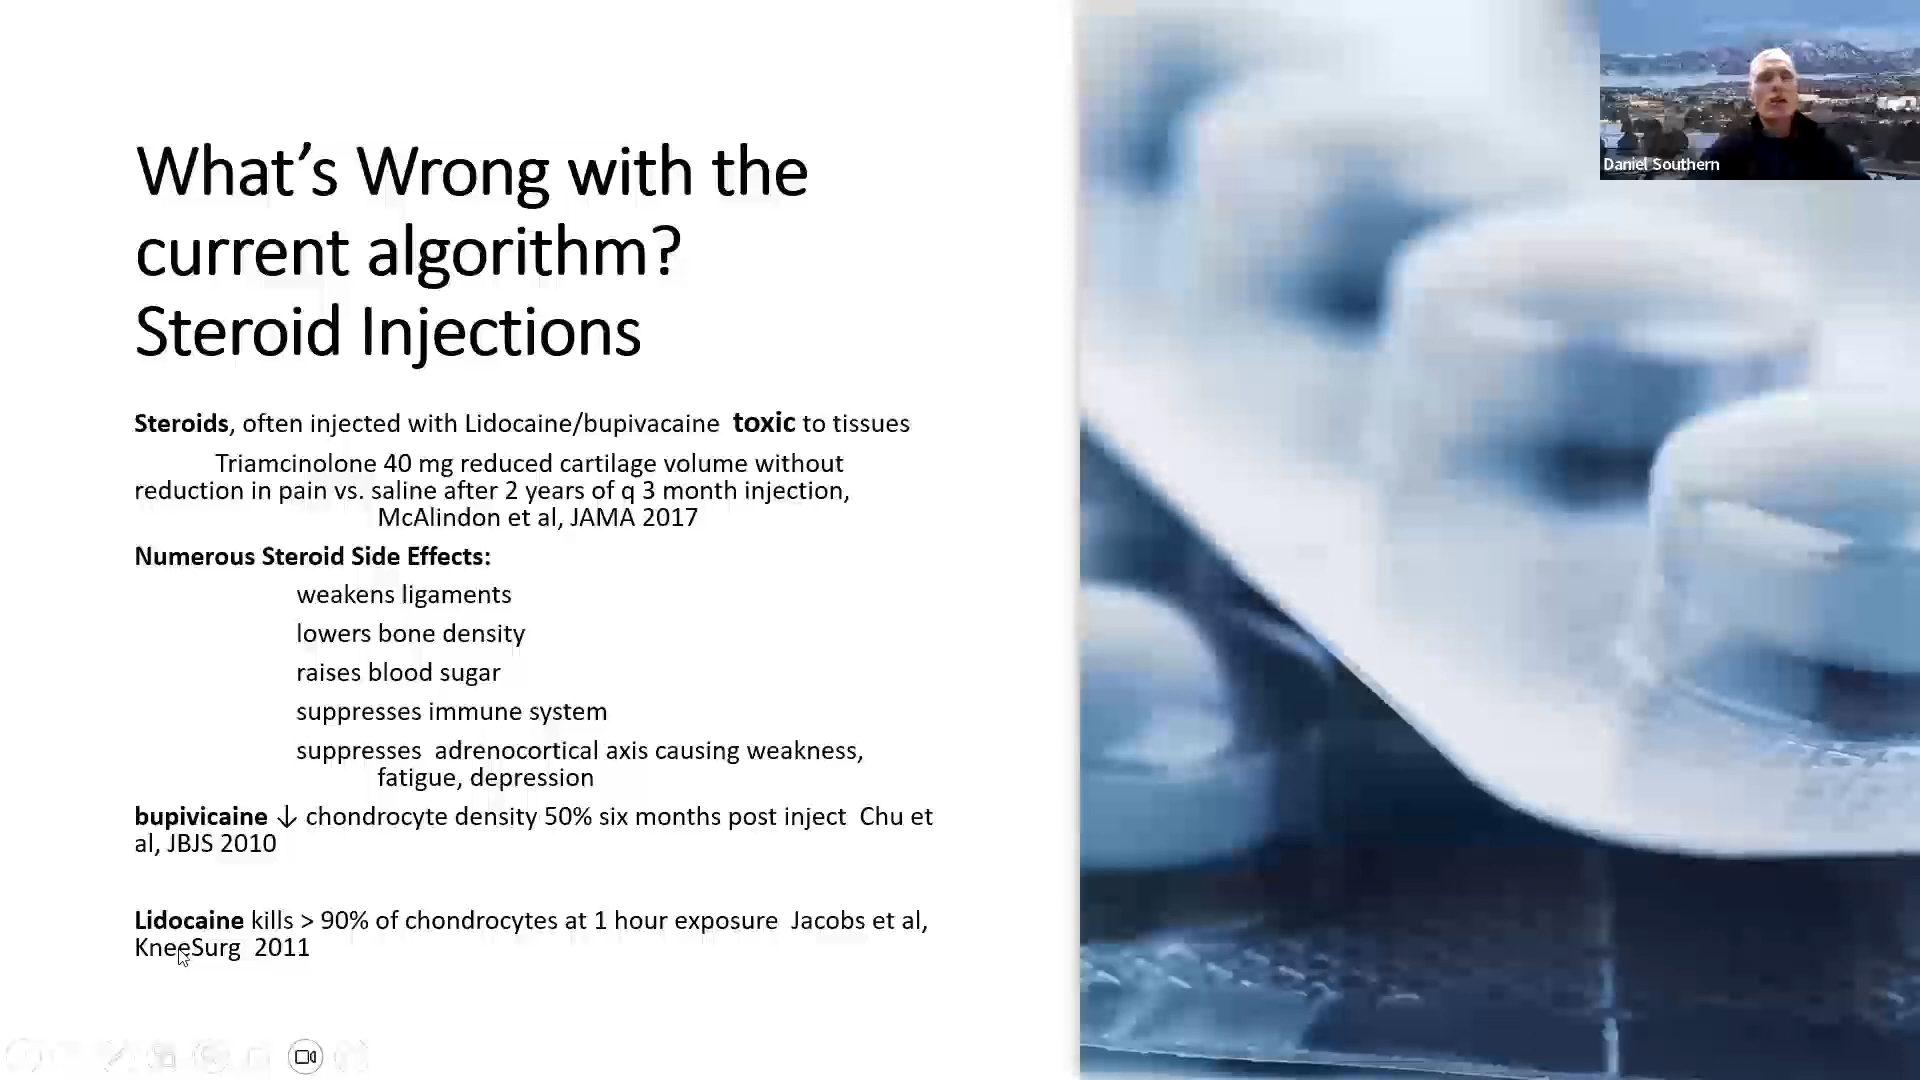 Daniel Southern
What’s Wrong with the
current algorithm?
Steroid Injections
Steroids, often injected with Lidocaine/bupivacaine toxic to tissues
Triamcinolone 40 mg reduced cartilage volume without
reduction in pain vs. saline after 2 years of q 3 month injection,
McAlindon et al, JAMA 2017
Numerous Steroid Side Effects:
weakens ligaments
lowers bone density
raises blood sugar
suppresses immune system
suppresses adrenocortical axis causing weakness,
fatigue, depression
bupivicaine ↓ chondrocyte density 50% six months post inject Chu et
al, JBJS 2010
Lidocaine kills > 90% of chondrocytes at 1 hour exposure Jacobs et al,
KneeSurg 2011